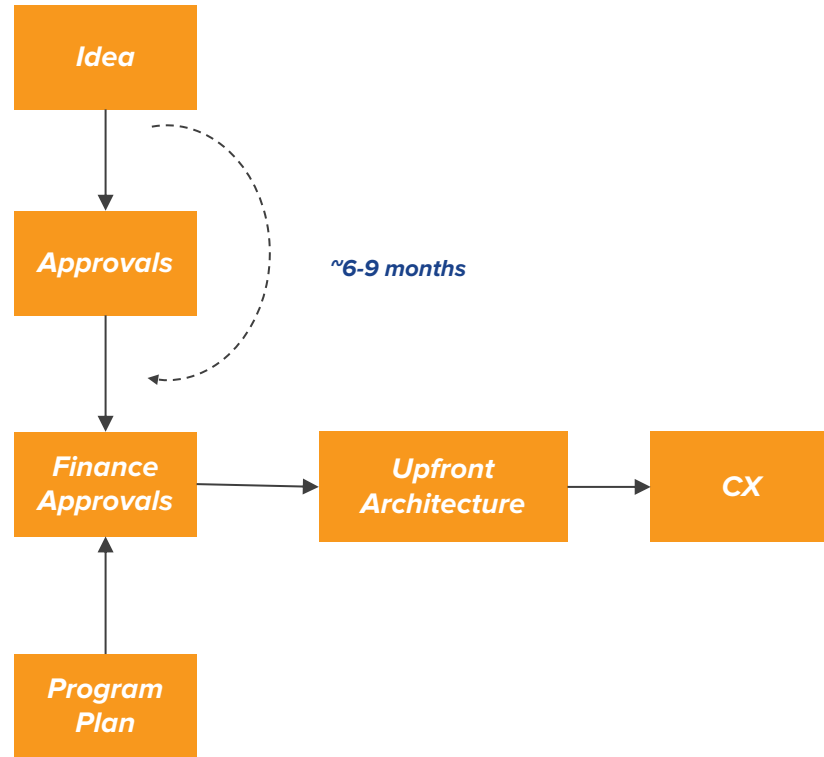 Idea
Approvals
~6-9 months
Finance
Approvals
Upfront
Architecture
CX
Program
Plan